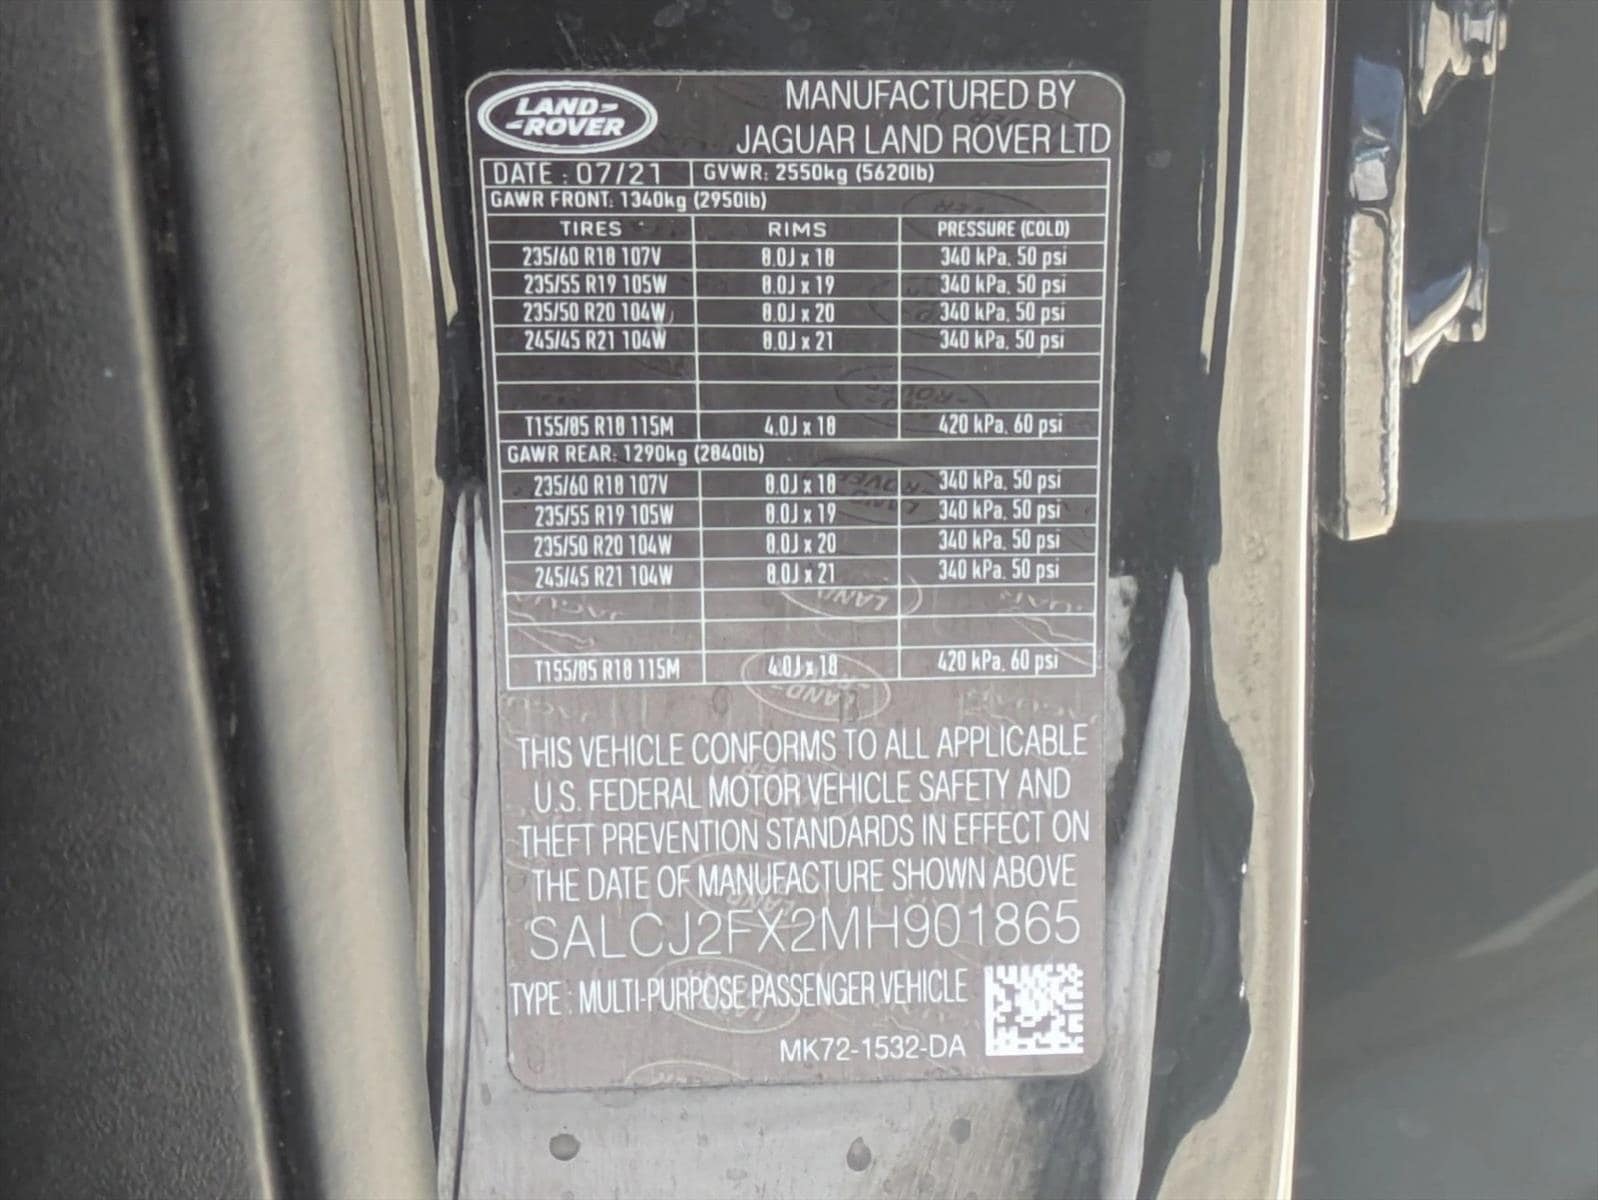 LAND-
-ROVER
MANUFACTURED BY
JAGUAR LAND ROVER LTD
DATE : 07/21 GVWR: 2550kg (5620lb)
GAWR FRONT: 1340kg (2950lb)
TIRES RIMS PRESSURE (COLD)
235/60 R18 107V 8.0J x 18 340 kPa, 50 psi
235/55 R19 105W 8.0J x 19 340 kPa, 50 psi
235/50 R20 104W 8.0J x 20 340 kPa, 50 psi
245/45 R21 104W 8.0J x 21 340 kPa, 50 psi
T155/85 R18 115M 4.0J x 18 420 kPa, 60 psi
GAWR REAR: 1290kg (2840lb)
235/60 R18 107V 8.0J x 18 340 kPa, 50 psi
235/55 R19 105W 8.0J x 19 340 kPa, 50 psi
235/50 R20 104W 8.0J x 20 340 kPa, 50 psi
245/45 R21 104W 8.0J x 21 340 kPa, 50 psi
T155/85 R18 115M 4.0J x 18 420 kPa, 60 psi
THIS VEHICLE CONFORMS TO ALL APPLICABLE
U.S. FEDERAL MOTOR VEHICLE SAFETY AND
THEFT PREVENTION STANDARDS IN EFFECT ON
THE DATE OF MANUFACTURE SHOWN ABOVE
SALCJ2FX2MH901865
TYPE : MULTI-PURPOSE PASSENGER VEHICLE
MK72-1532-DA